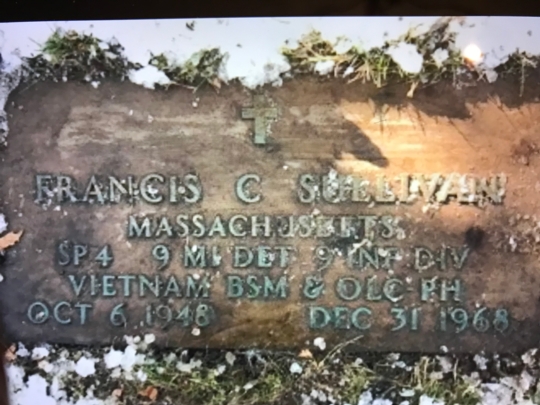 FRANCIS C SULLIVAN
MASSACHUSETTS
SP4 9 MI DET 9 INF DIV
VIETNAM BSM & OLC PH
OCT 6 1948 DEC 31 1968